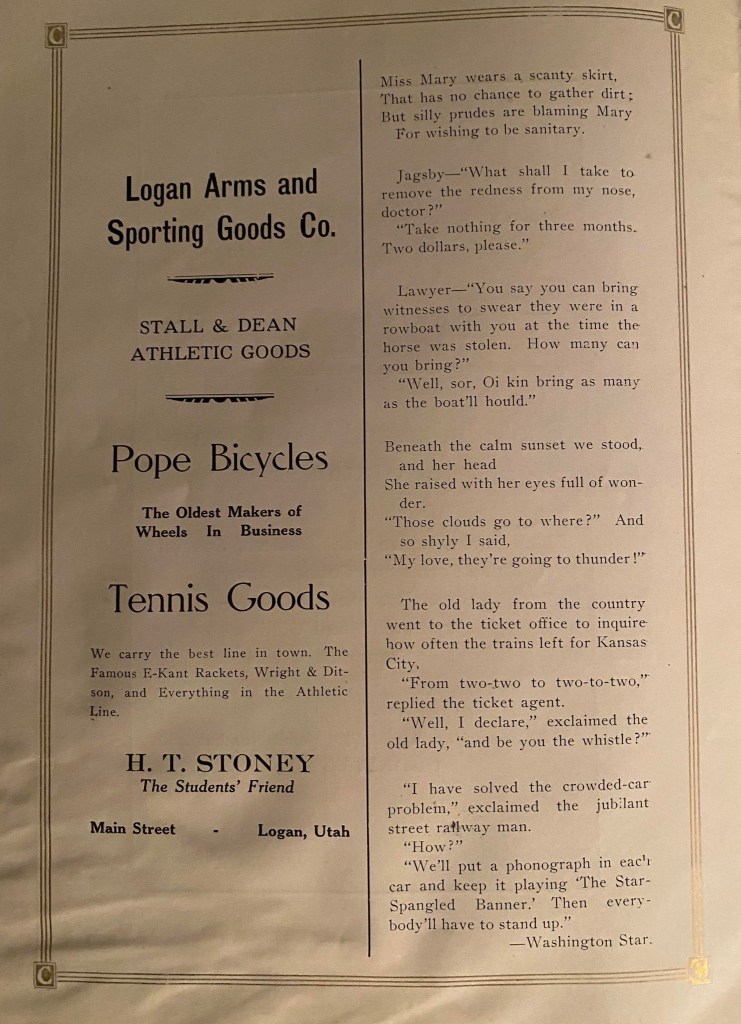 Logan Arms and
Sporting Goods Co.
STALL & DEAN
ATHLETIC GOODS
Pope Bicycles
The Oldest Makers of
Wheels In Business
Tennis Goods
We carry the best line in town. The
Famous E-Kant Rackets, Wright & Dit-
son, and Everything in the Athletic
Line.
H. T. STONEY
The Students' Friend
Main Street - Logan, Utah
Miss Mary wears a scanty skirt,
That has no chance to gather dirt;
But silly prudes are blaming Mary
For wishing to be sanitary.
Jagsby—"What shall I take to
remove the redness from my nose,
doctor?"
"Take nothing for three months.
Two dollars, please."
Lawyer—"You say you can bring
witnesses to swear they were in a
rowboat with you at the time the
horse was stolen. How many can
you bring?"
"Well, sor, Oi kin bring as many
as the boat'll hould."
Beneath the calm sunset we stood,
and her head
She raised with her eyes full of won-
der.
"Those clouds go to where?" And
so shyly I said,
"My love, they're going to thunder!"
The old lady from the country
went to the ticket office to inquire
how often the trains left for Kansas
City.
"From two-two to two-to-two,"
replied the ticket agent.
"Well, I declare," exclaimed the
old lady, "and be you the whistle?"
"I have solved the crowded-car
problem," exclaimed the jubilant
street railway man.
"How?"
"We'll put a phonograph in each
car and keep it playing 'The Star-
Spangled Banner.' Then every-
body'll have to stand up."
—Washington Star.
C
C
C